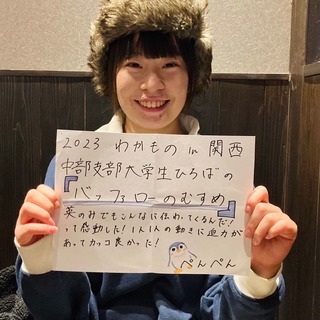 2023 わかもの in 関西
中部支部大学生ひろばの
『バッファローのむすめ』
英のみでもこんなに伝わってくるんだ!
って感動した!1人1人の動きに迫力が
あってカッコ良かった!
ぺんぺん